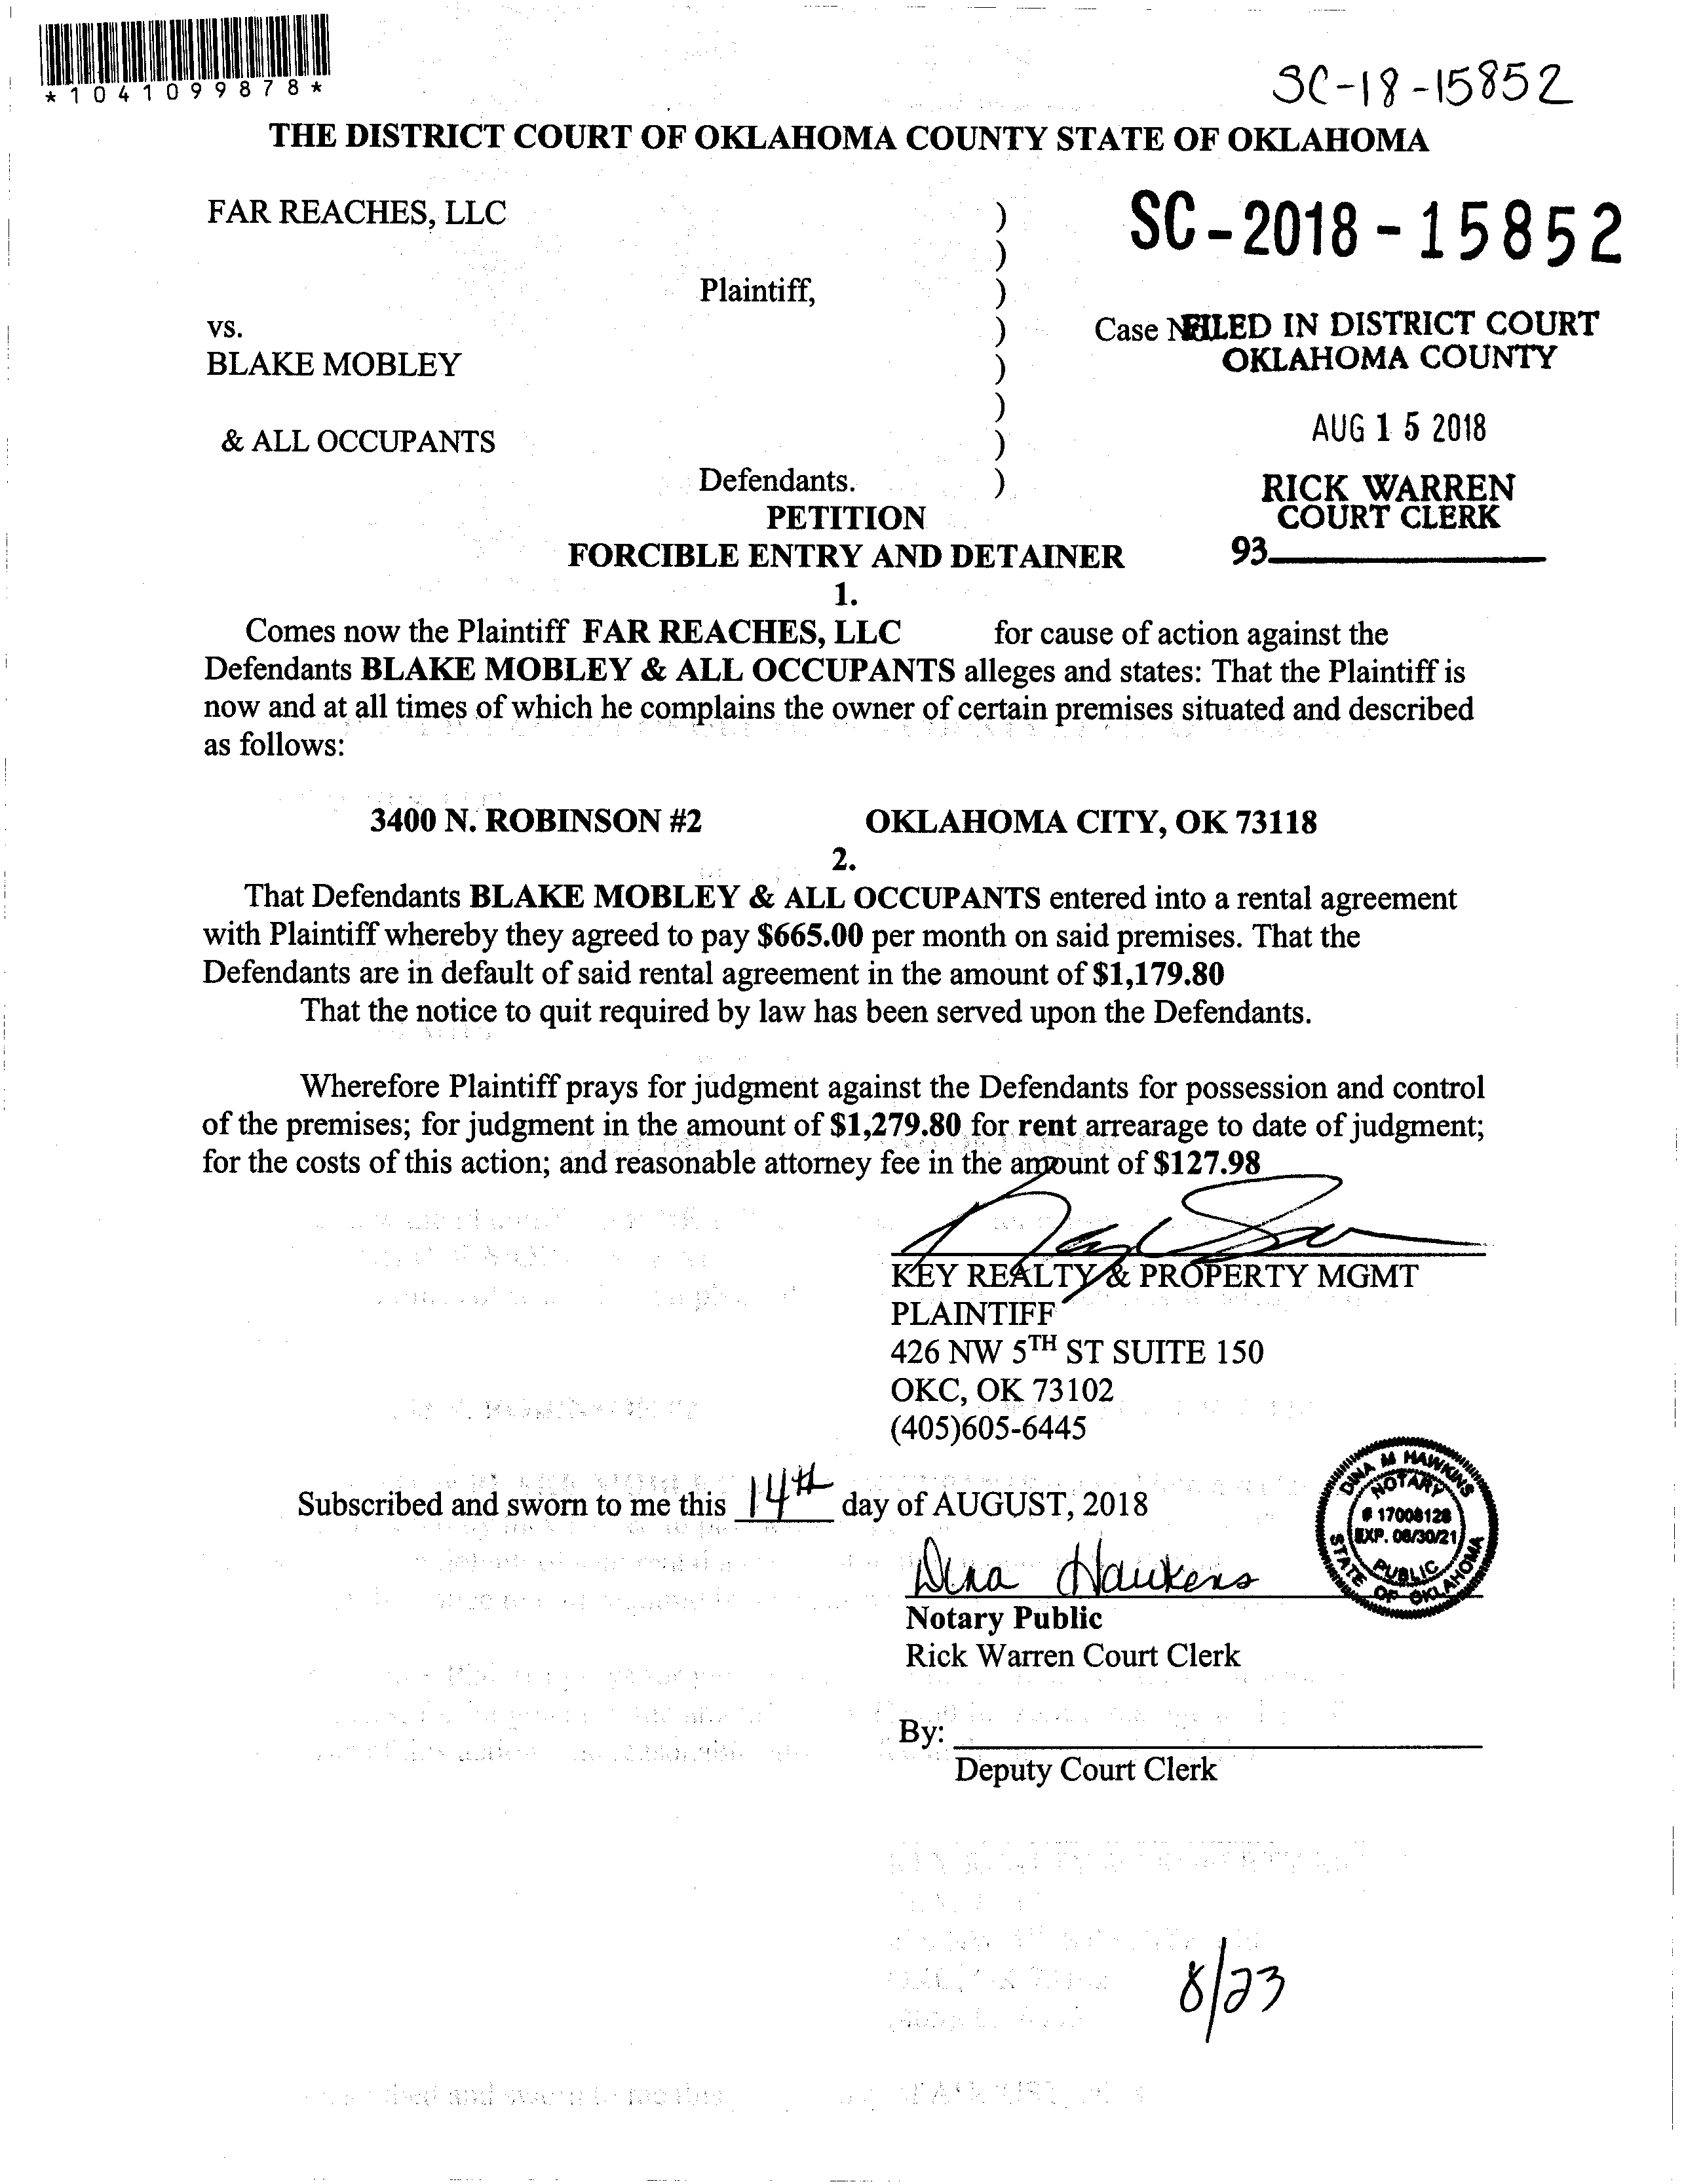 *1041099878*
SC-18-15852
THE DISTRICT COURT OF OKLAHOMA COUNTY STATE OF OKLAHOMA
FAR REACHES, LLC )
SC-2018-15852
)
Plaintiff, )
vs. )
Case No FILED IN DISTRICT COURT
OKLAHOMA COUNTY
BLAKE MOBLEY )
)
AUG 15 2018
& ALL OCCUPANTS )
Defendants. )
RICK WARREN
COURT CLERK
93
PETITION
FORCIBLE ENTRY AND DETAINER
1.
Comes now the Plaintiff FAR REACHES, LLC for cause of action against the
Defendants BLAKE MOBLEY & ALL OCCUPANTS alleges and states: That the Plaintiff is
now and at all times of which he complains the owner of certain premises situated and described
as follows:
3400 N. ROBINSON #2 OKLAHOMA CITY, OK 73118
2.
That Defendants BLAKE MOBLEY & ALL OCCUPANTS entered into a rental agreement
with Plaintiff whereby they agreed to pay $665.00 per month on said premises. That the
Defendants are in default of said rental agreement in the amount of $1,179.80
That the notice to quit required by law has been served upon the Defendants.
Wherefore Plaintiff prays for judgment against the Defendants for possession and control
of the premises; for judgment in the amount of $1,279.80 for rent arrearage to date of judgment;
for the costs of this action; and reasonable attorney fee in the amount of $127.98
KEY REALTY & PROPERTY MGMT
PLAINTIFF
426 NW 5TH ST SUITE 150
OKC, OK 73102
(405)605-6445
Subscribed and sworn to me this 14th day of AUGUST, 2018
DINA M HAWKINS
NOTARY
# 17008128
EXP. 08/30/21
PUBLIC
STATE OF OKLAHOMA
Dina Hawkins
Notary Public
Rick Warren Court Clerk
By:
Deputy Court Clerk
8/23